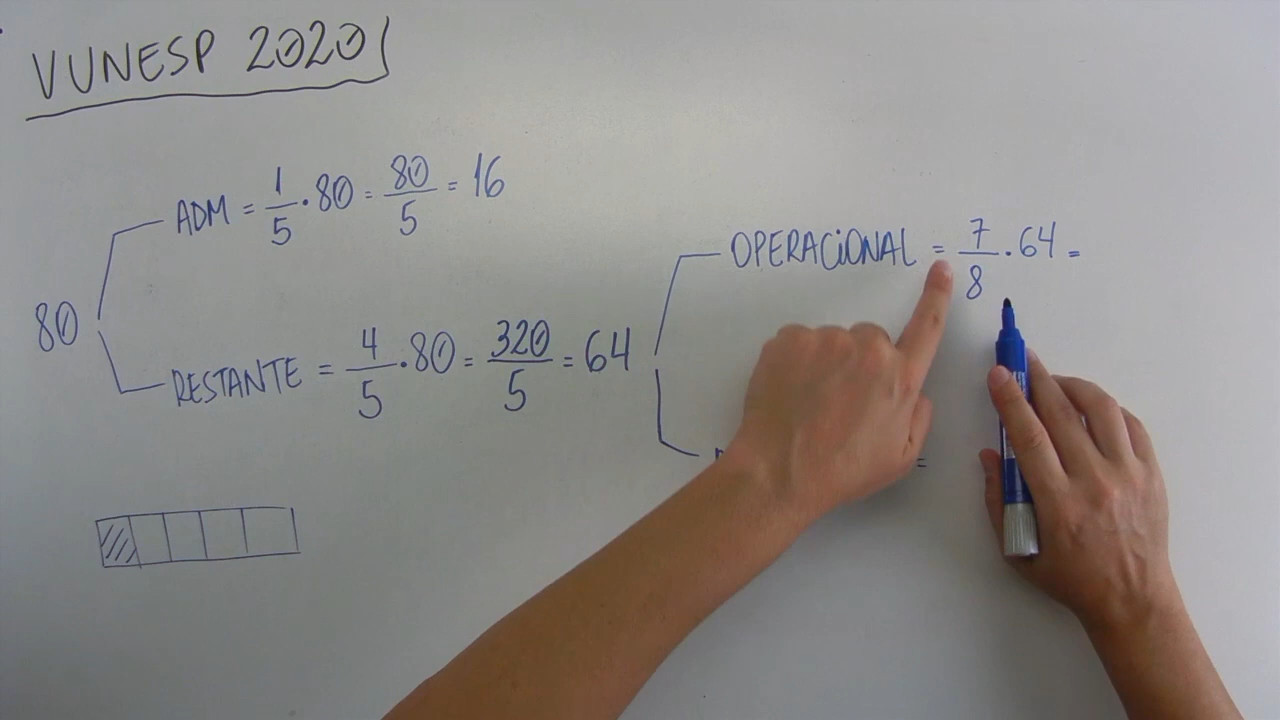 VUNESP 2020
ADM = 1/5 . 80 = 80/5 = 16
80
RESTANTE = 4/5 . 80 = 320/5 = 64
OPERACiONAL = 7/8 . 64 =
=